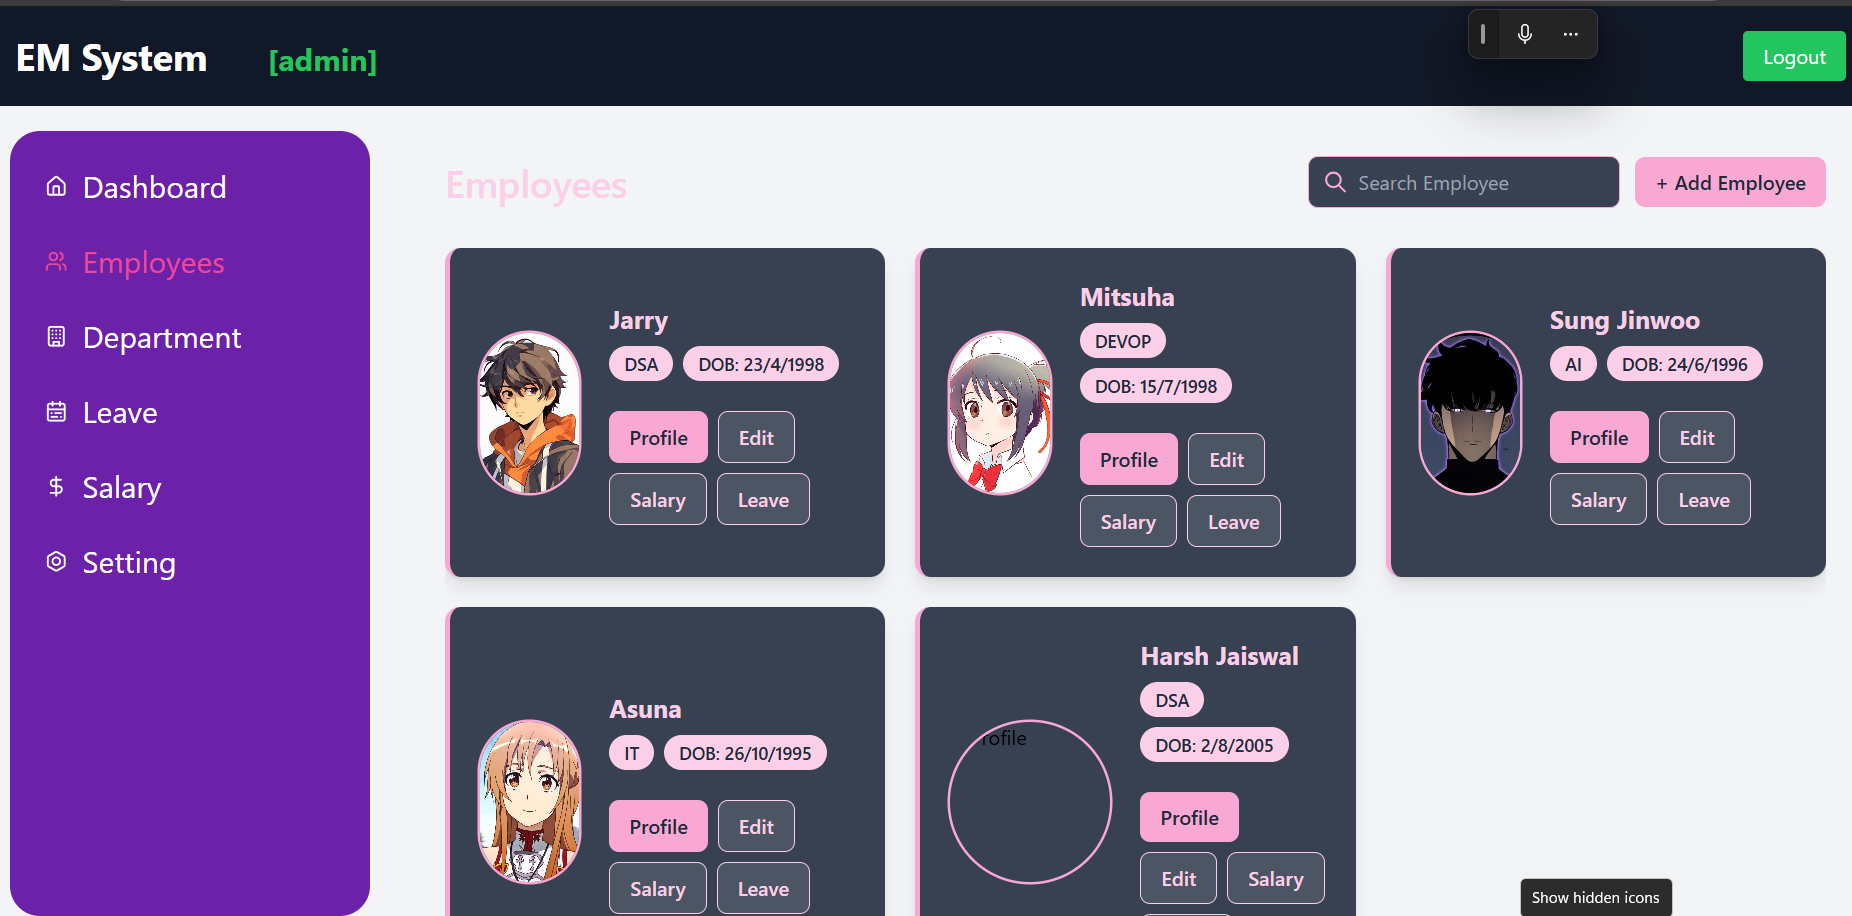 EM System [admin] Logout
Dashboard
Employees
Department
Leave
Salary
Setting
Employees
Search Employee
+ Add Employee
Jarry
DSA DOB: 23/4/1998
Profile Edit
Salary Leave
Mitsuha
DEVOP
DOB: 15/7/1998
Profile Edit
Salary Leave
Sung Jinwoo
AI DOB: 24/6/1996
Profile Edit
Salary Leave
Asuna
IT DOB: 26/10/1995
Profile Edit
Salary Leave
rofile
Harsh Jaiswal
DSA
DOB: 2/8/2005
Profile
Edit Salary
Show hidden icons